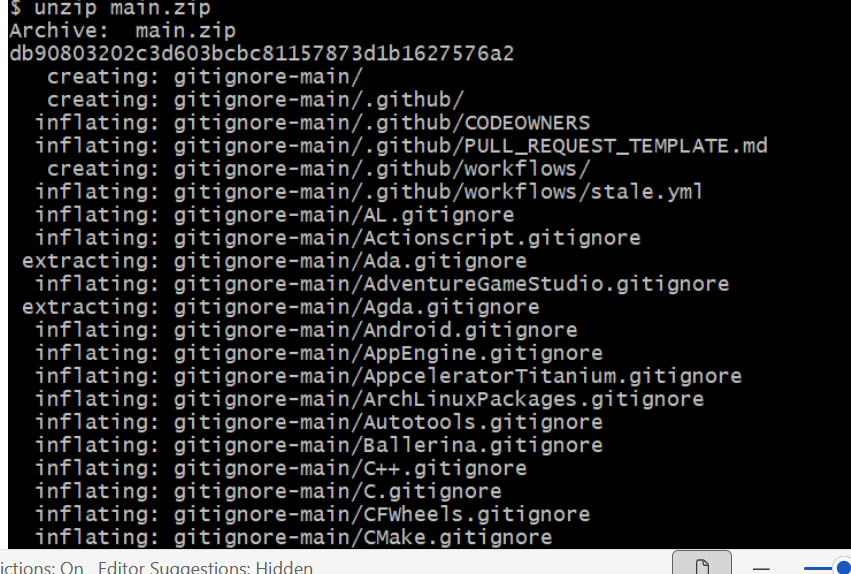 $ unzip main.zip
Archive:  main.zip
db90803202c3d603bcbc81157873d1b1627576a2
   creating: gitignore-main/
   creating: gitignore-main/.github/
  inflating: gitignore-main/.github/CODEOWNERS
  inflating: gitignore-main/.github/PULL_REQUEST_TEMPLATE.md
   creating: gitignore-main/.github/workflows/
  inflating: gitignore-main/.github/workflows/stale.yml
  inflating: gitignore-main/AL.gitignore
  inflating: gitignore-main/Actionscript.gitignore
 extracting: gitignore-main/Ada.gitignore
  inflating: gitignore-main/AdventureGameStudio.gitignore
 extracting: gitignore-main/Agda.gitignore
  inflating: gitignore-main/Android.gitignore
  inflating: gitignore-main/AppEngine.gitignore
  inflating: gitignore-main/AppceleratorTitanium.gitignore
  inflating: gitignore-main/ArchLinuxPackages.gitignore
  inflating: gitignore-main/Autotools.gitignore
  inflating: gitignore-main/Ballerina.gitignore
  inflating: gitignore-main/C++.gitignore
  inflating: gitignore-main/C.gitignore
  inflating: gitignore-main/CFWheels.gitignore
  inflating: gitignore-main/CMake.gitignore
ictions: On   Editor Suggestions: Hidden